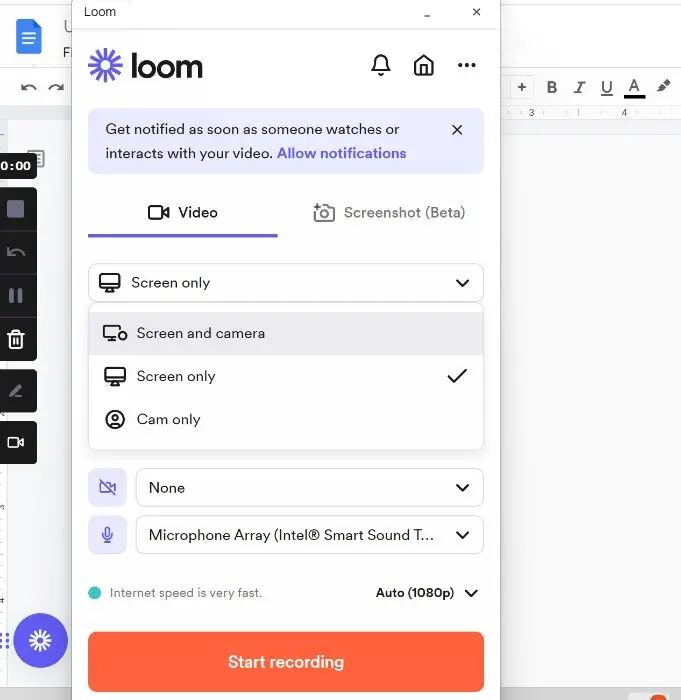 Loom
loom
Get notified as soon as someone watches or
interacts with your video. Allow notifications
Video
Screenshot (Beta)
Screen only
Screen and camera
Screen only
Cam only
None
Microphone Array (Intel® Smart Sound T...
Internet speed is very fast.
Auto (1080p)
Start recording
0:00
+ B I U A
3
4